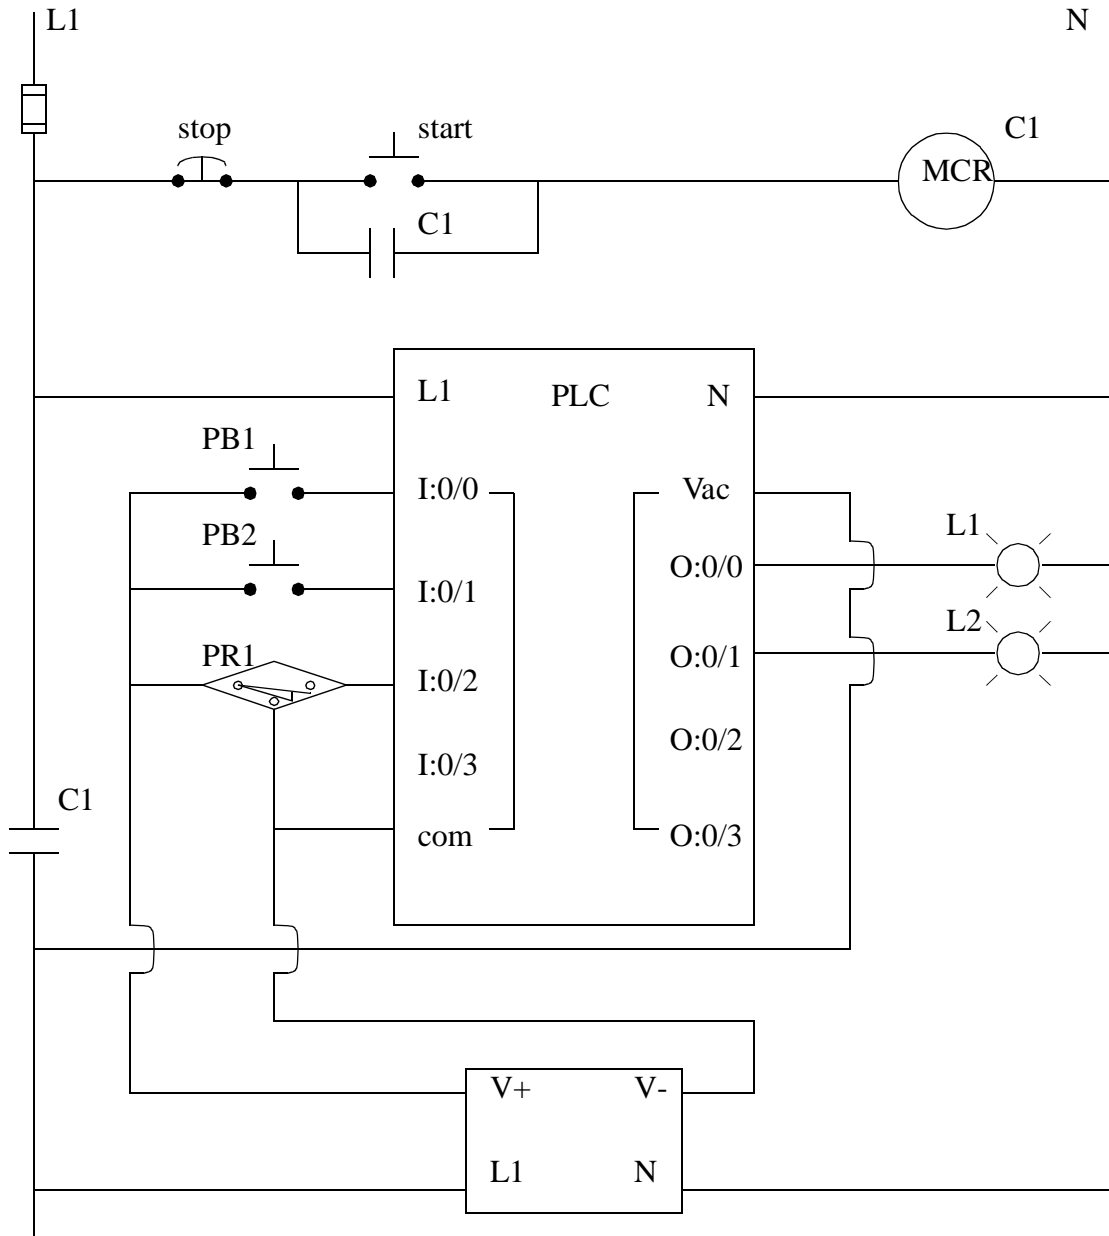 L1
N
stop
start
C1
MCR
C1
L1
PLC
N
PB1
I:0/0
Vac
PB2
L1
I:0/1
O:0/0
PR1
L2
I:0/2
O:0/1
I:0/3
O:0/2
C1
com
O:0/3
V+
V-
L1
N